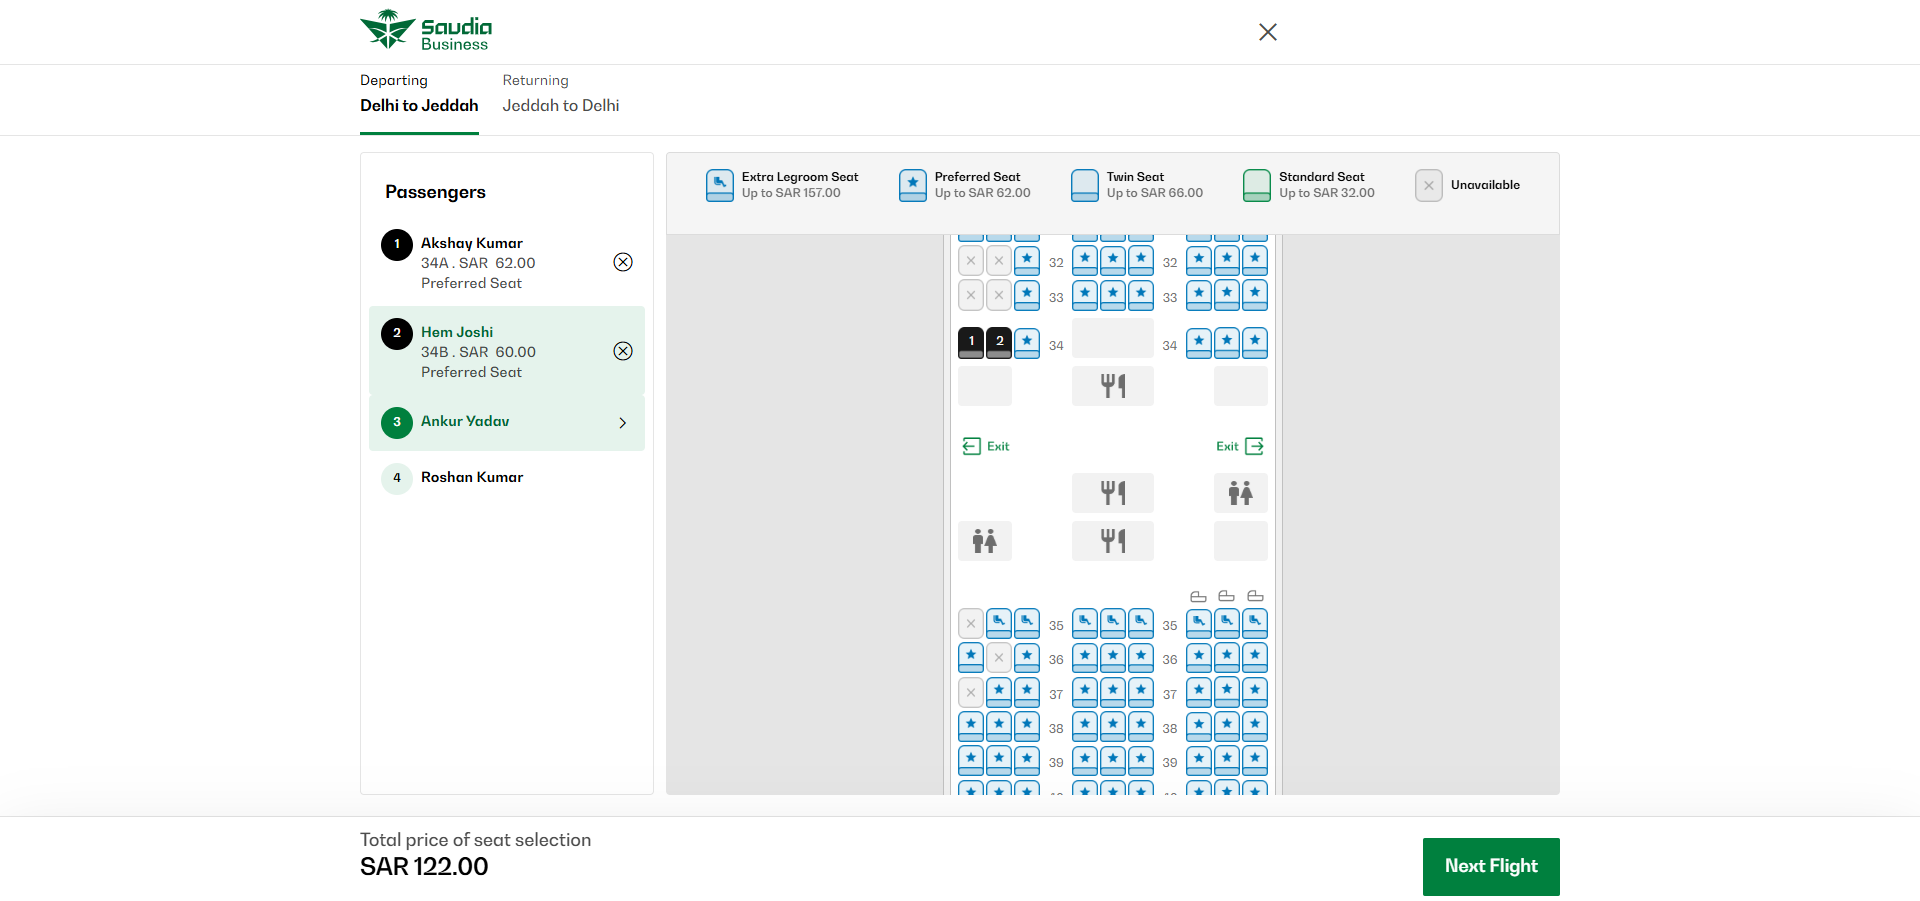 Saudia
Business
Departing
Delhi to Jeddah
Returning
Jeddah to Delhi
Passengers
1
Akshay Kumar
34A . SAR 62.00
Preferred Seat
2
Hem Joshi
34B . SAR 60.00
Preferred Seat
3
Ankur Yadav
4
Roshan Kumar
Extra Legroom Seat
Up to SAR 157.00
Preferred Seat
Up to SAR 62.00
Twin Seat
Up to SAR 66.00
Standard Seat
Up to SAR 32.00
Unavailable
32 32
33 33
1 2 34 34
Exit Exit
35 35
36 36
37 37
38 38
39 39
Total price of seat selection
SAR 122.00
Next Flight